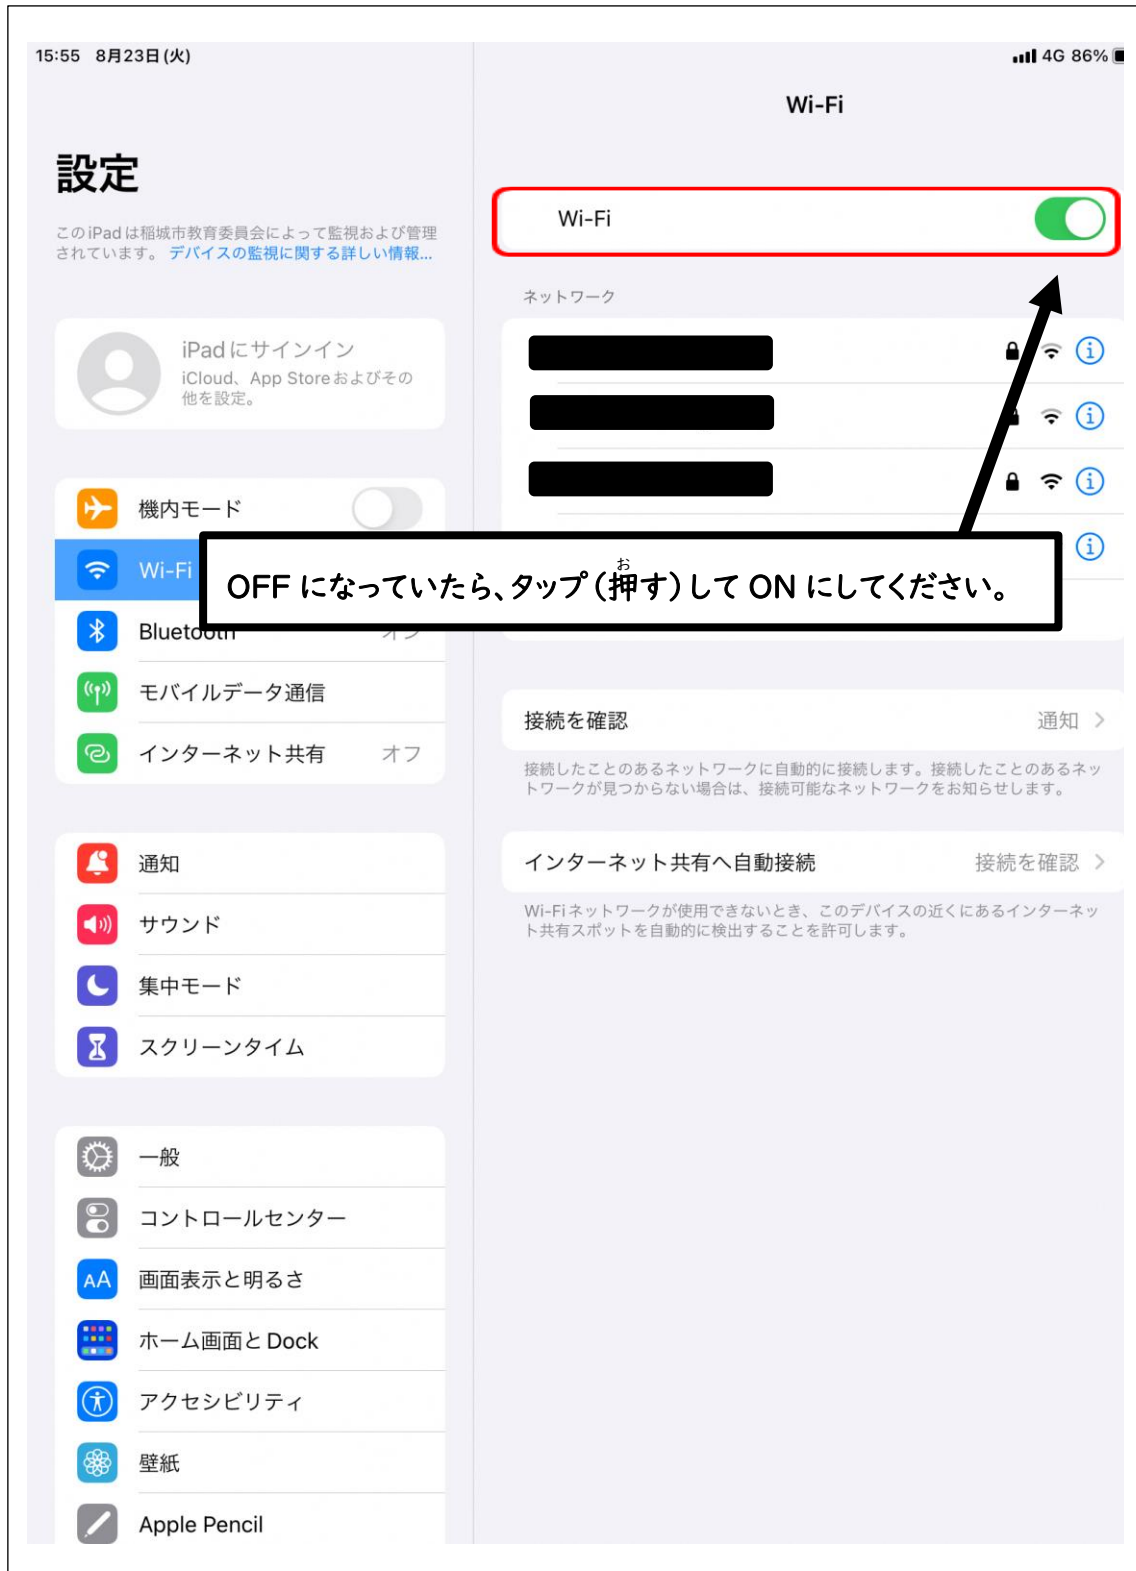 15:55 8月23日(火)
4G 86%
設定
このiPadは稲城市教育委員会によって監視および管理
されています。デバイスの監視に関する詳しい情報...
iPadにサインイン
iCloud、App Storeおよびその
他を設定。
機内モード
Wi-Fi
Bluetooth
モバイルデータ通信
インターネット共有 オフ
通知
サウンド
集中モード
スクリーンタイム
一般
コントロールセンター
AA 画面表示と明るさ
ホーム画面とDock
アクセシビリティ
壁紙
Apple Pencil
Wi-Fi
Wi-Fi
ネットワーク
お
OFFになっていたら、タップ(押す)してONにしてください。
接続を確認 通知
接続したことのあるネットワークに自動的に接続します。接続したことのあるネッ
トワークが見つからない場合は、接続可能なネットワークをお知らせします。
インターネット共有へ自動接続 接続を確認
Wi-Fiネットワークが使用できないとき、このデバイスの近くにあるインターネッ
ト共有スポットを自動的に検出することを許可します。